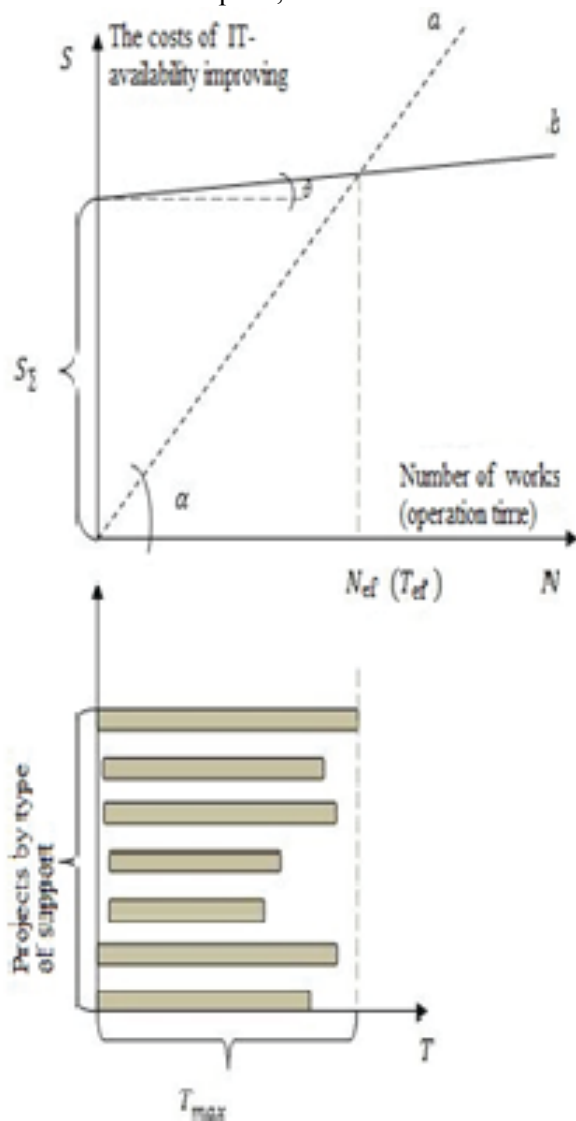 a
S
The costs of IT-
availability improving
b
S_Σ
α
Number of works
(operation time)
N_ef (T_ef)
N
Projects by type
of support
T
T_max